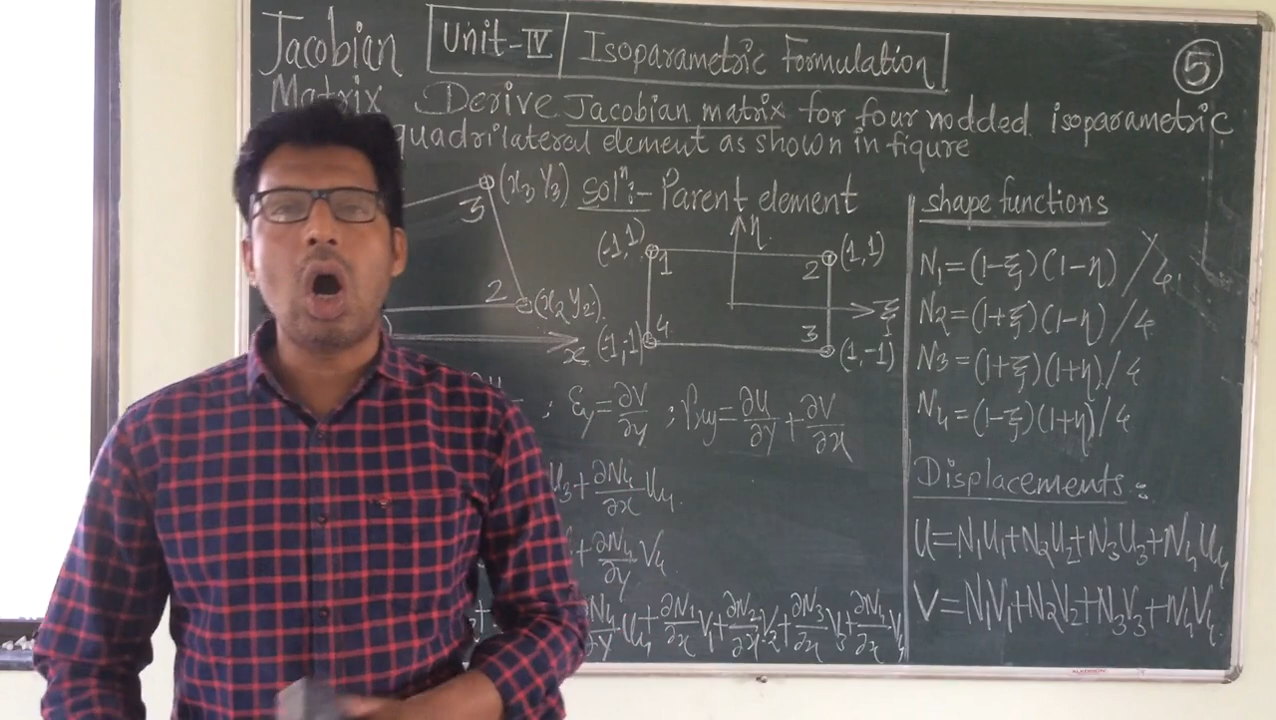 Jacobian Matrix
Unit-IV | Isoparametric Formulation
5
Derive Jacobian matrix for four nodded isoparametric
quadrilateral element as shown in figure
(x₃ y₃)
3
2
(x₂ y₂)
x
Solⁿ:- Parent element
η
(-1,1)
1
2
(1,1)
ξ
(-1,-1)
4
3
(1,-1)
; εy = ∂V/∂y ; γxy = ∂u/∂y + ∂V/∂x
u₃ + ∂N₄/∂x u₄
+ ∂N₄/∂y V₄
∂N₄/∂y u₄ + ∂N₁/∂x V₁ + ∂N₂/∂x V₂ + ∂N₃/∂x V₃ + ∂N₄/∂x V₄
shape functions
N₁ = (1-ξ)(1-η)/4
N₂ = (1+ξ)(1-η)/4
N₃ = (1+ξ)(1+η)/4
N₄ = (1-ξ)(1+η)/4
Displacements:
U = N₁U₁ + N₂U₂ + N₃U₃ + N₄U₄
V = N₁V₁ + N₂V₂ + N₃V₃ + N₄V₄